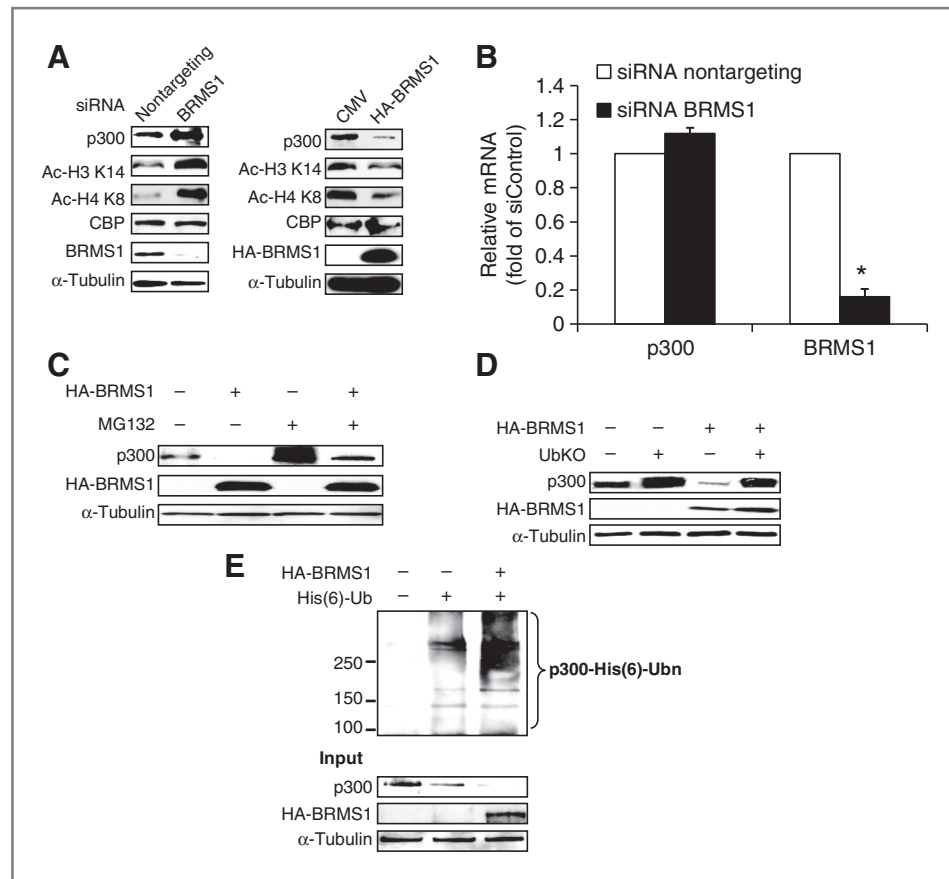 A
siRNA
Nontargeting
BRMS1
p300
Ac-H3 K14
Ac-H4 K8
CBP
BRMS1
α-Tubulin
CMV
HA-BRMS1
p300
Ac-H3 K14
Ac-H4 K8
CBP
HA-BRMS1
α-Tubulin
B
siRNA nontargeting
siRNA BRMS1
Relative mRNA
(fold of siControl)
1.4
1.2
1
0.8
0.6
0.4
0.2
0
*
p300 BRMS1
C
HA-BRMS1 − + − +
MG132 − − + +
p300
HA-BRMS1
α-Tubulin
D
HA-BRMS1 − − + +
UbKO − + − +
p300
HA-BRMS1
α-Tubulin
E
HA-BRMS1 − − +
His(6)-Ub − + +
250
150
100
p300-His(6)-Ubn
Input
p300
HA-BRMS1
α-Tubulin